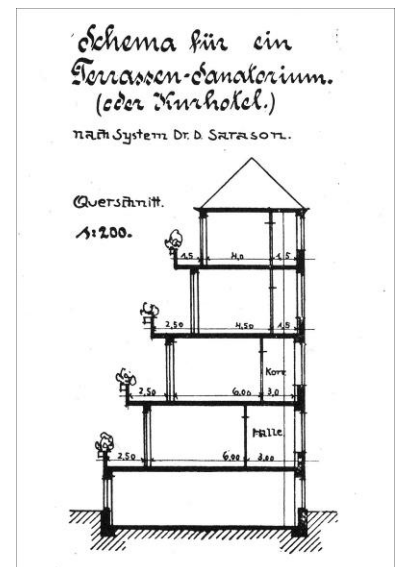 Schema für ein
Terrassen-Sanatorium.
(oder Kurhotel.)
nach System Dr. D. Sarason.
Querschnitt.
1:200.
1,5 4,0 1,5
2,50 4,50 1,5
Korr
2,50 6,00 3,0
Halle
2,50 6,00 3,00